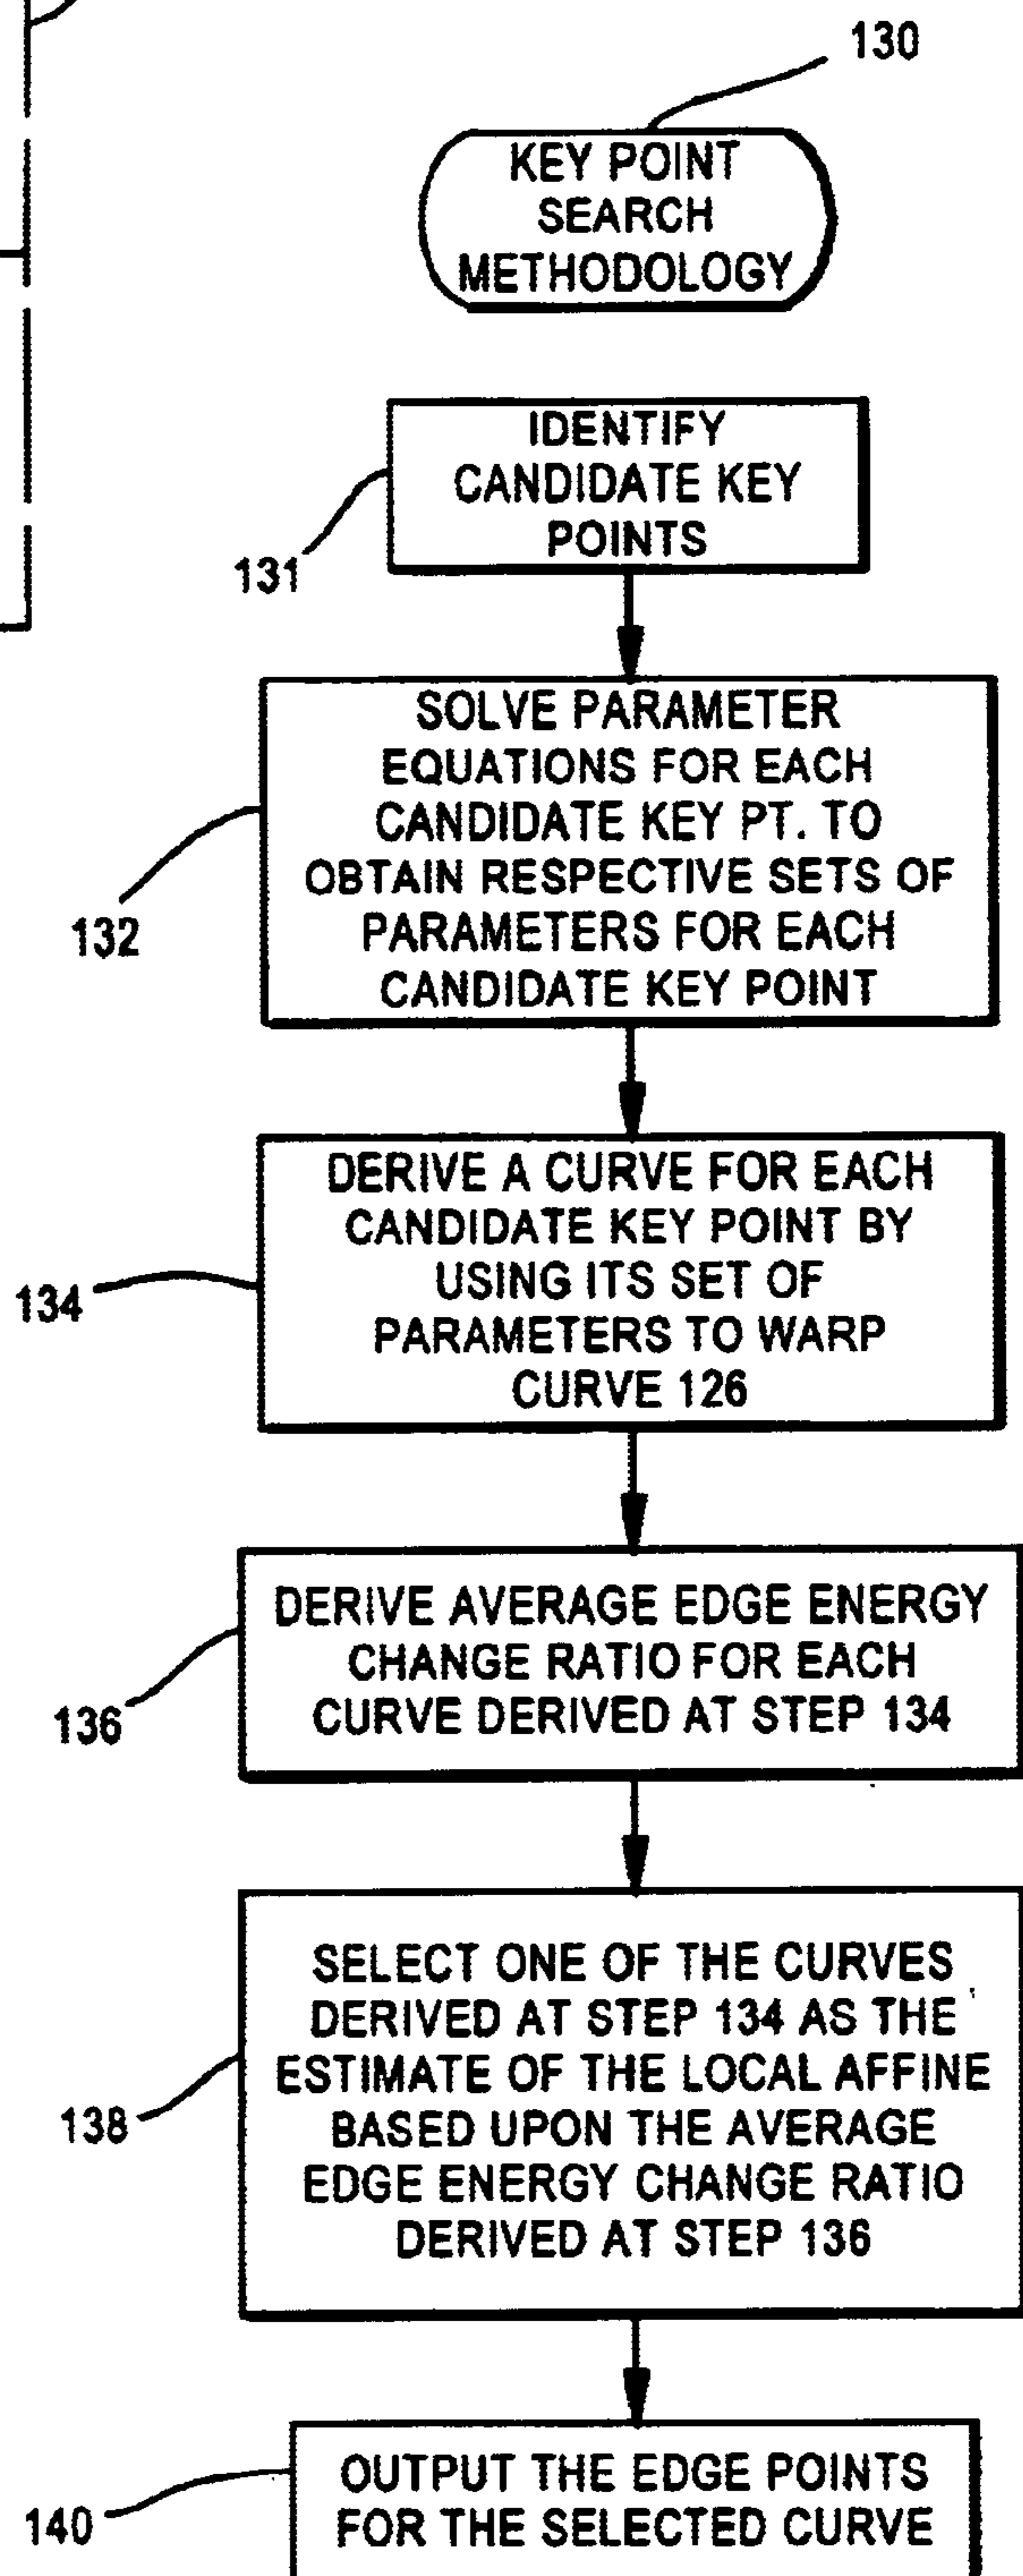 130
KEY POINT
SEARCH
METHODOLOGY
IDENTIFY
CANDIDATE KEY
POINTS
131
SOLVE PARAMETER
EQUATIONS FOR EACH
CANDIDATE KEY PT. TO
OBTAIN RESPECTIVE SETS OF
PARAMETERS FOR EACH
CANDIDATE KEY POINT
132
DERIVE A CURVE FOR EACH
CANDIDATE KEY POINT BY
USING ITS SET OF
PARAMETERS TO WARP
CURVE 126
134
DERIVE AVERAGE EDGE ENERGY
CHANGE RATIO FOR EACH
CURVE DERIVED AT STEP 134
136
SELECT ONE OF THE CURVES
DERIVED AT STEP 134 AS THE
ESTIMATE OF THE LOCAL AFFINE
BASED UPON THE AVERAGE
EDGE ENERGY CHANGE RATIO
DERIVED AT STEP 136
138
OUTPUT THE EDGE POINTS
FOR THE SELECTED CURVE
140